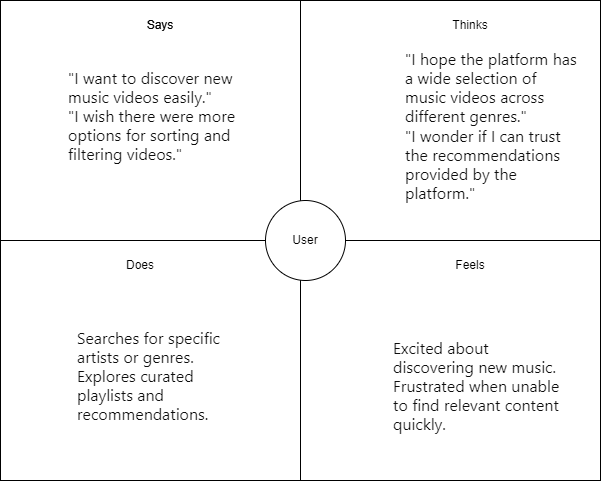 Says
"I want to discover new
music videos easily."
"I wish there were more
options for sorting and
filtering videos."
Thinks
"I hope the platform has
a wide selection of
music videos across
different genres."
"I wonder if I can trust
the recommendations
provided by the
platform."
User
Does
Searches for specific
artists or genres.
Explores curated
playlists and
recommendations.
Feels
Excited about
discovering new music.
Frustrated when unable
to find relevant content
quickly.